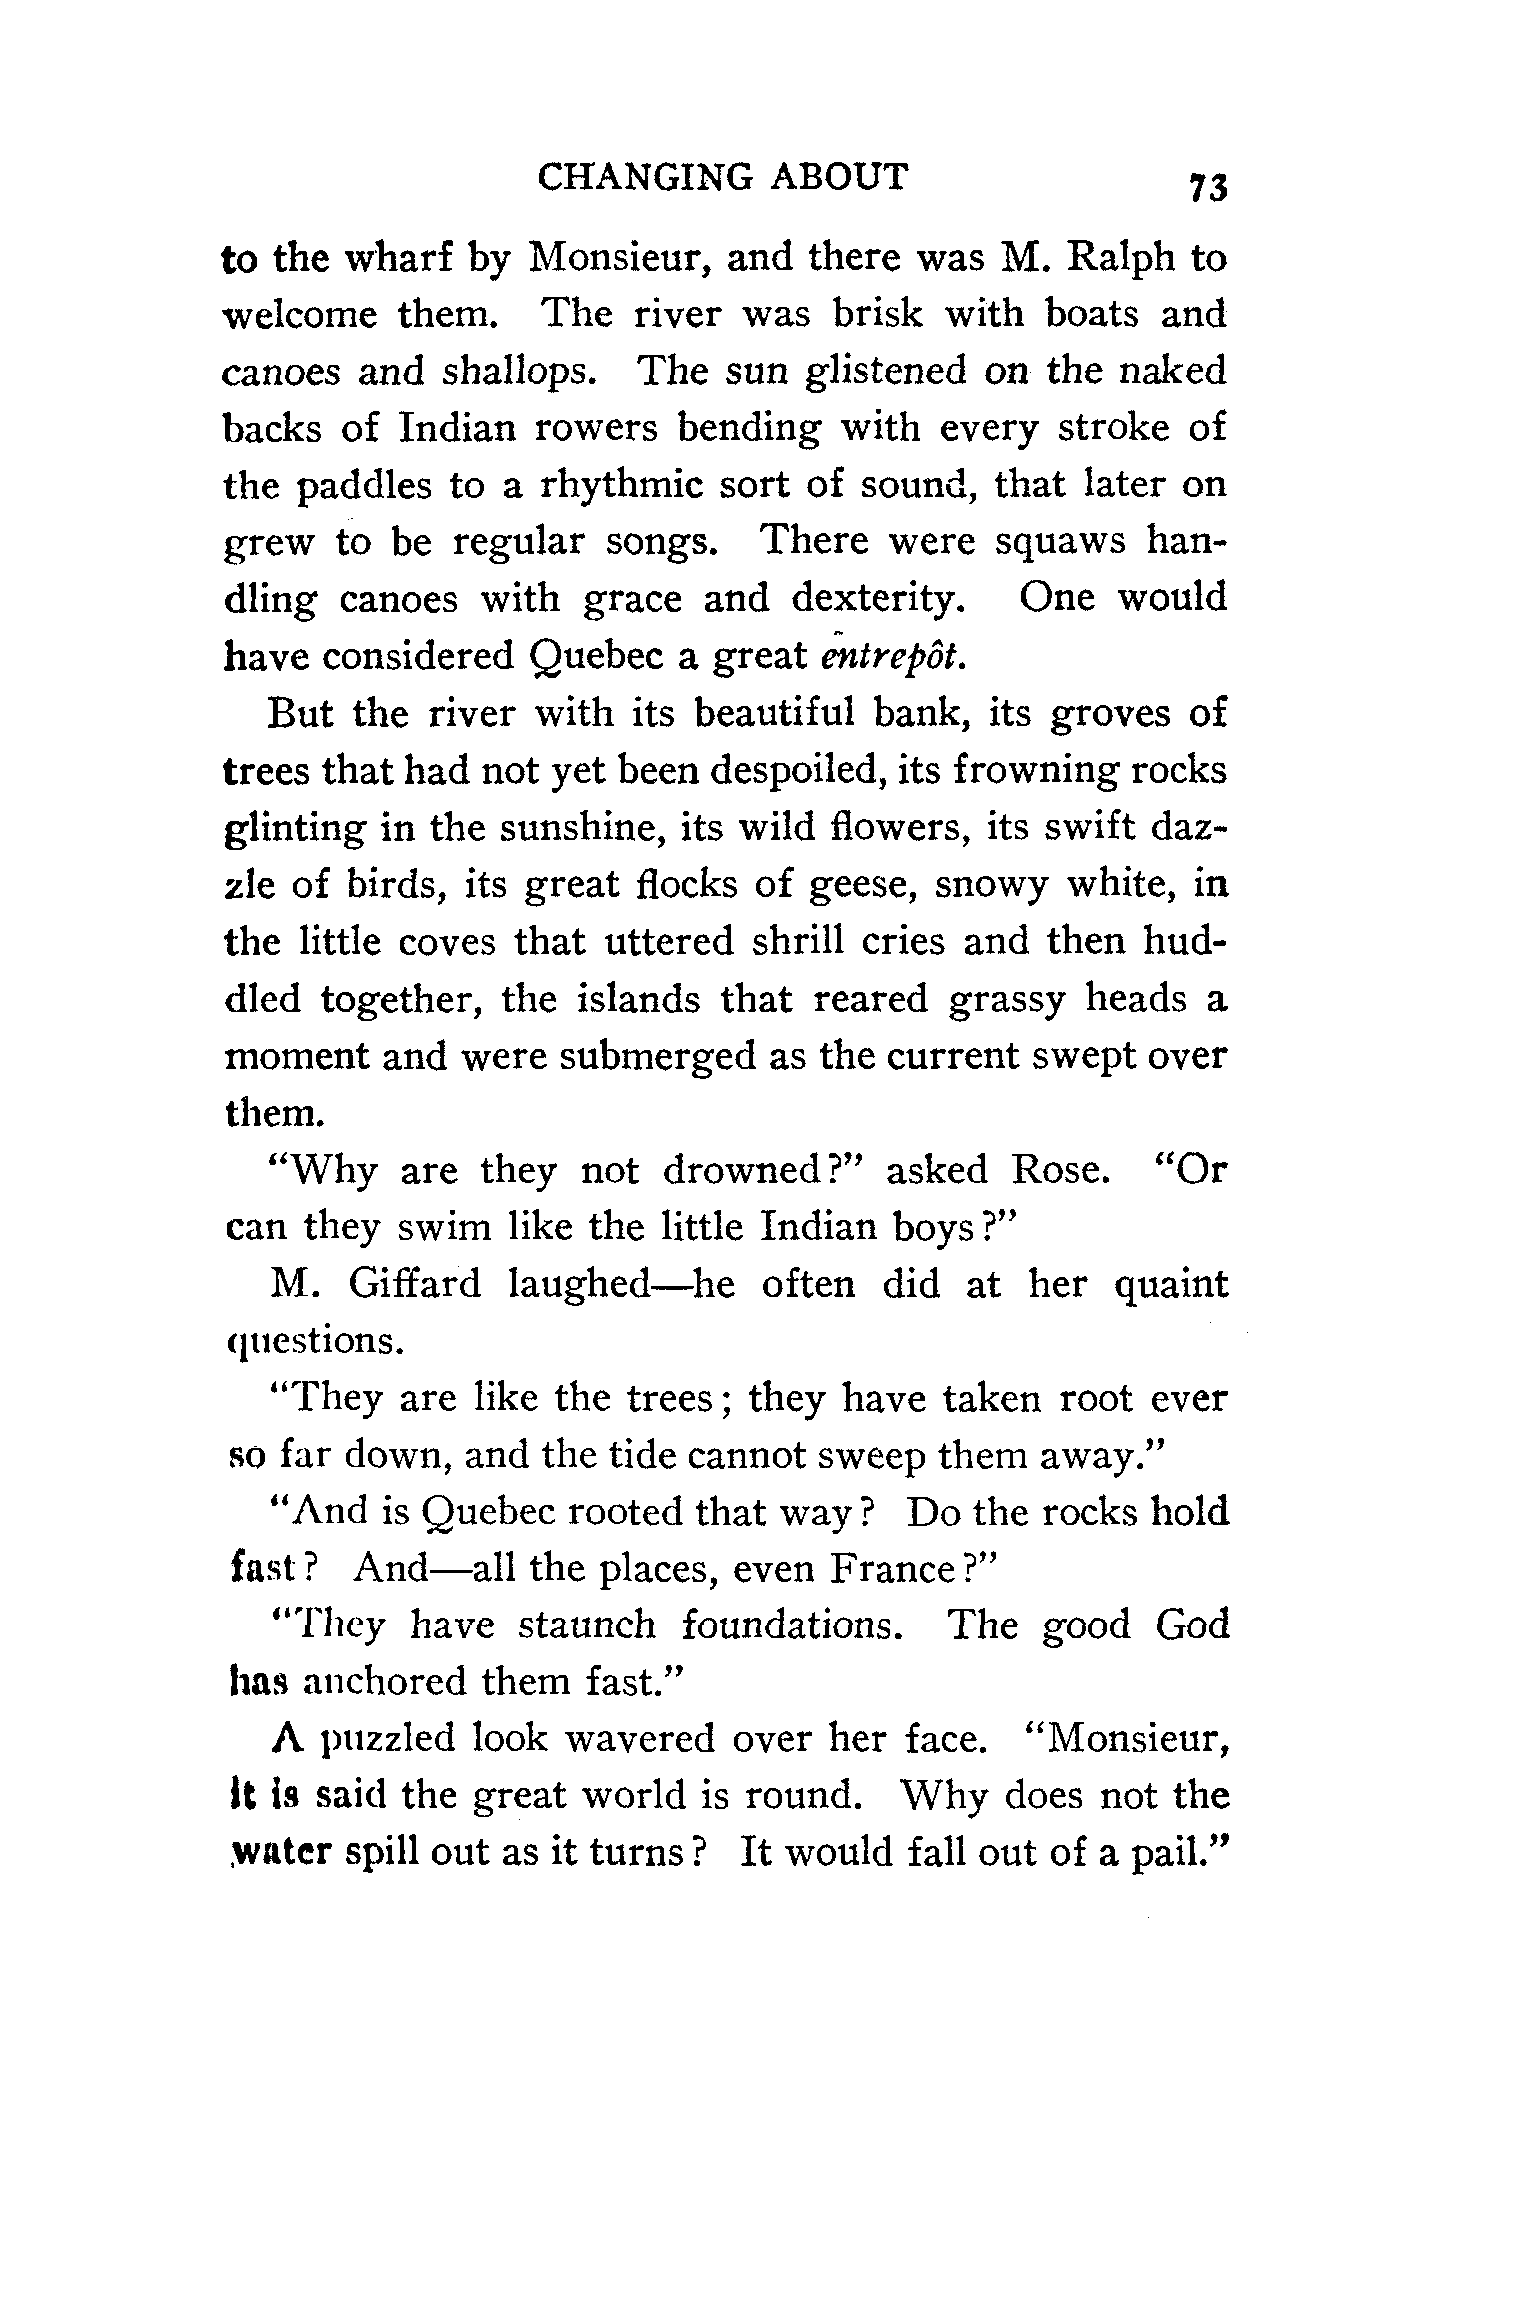 CHANGING ABOUT 73
to the wharf by Monsieur, and there was M. Ralph to
welcome them. The river was brisk with boats and
canoes and shallops. The sun glistened on the naked
backs of Indian rowers bending with every stroke of
the paddles to a rhythmic sort of sound, that later on
grew to be regular songs. There were squaws han-
dling canoes with grace and dexterity. One would
have considered Quebec a great entrepôt.
But the river with its beautiful bank, its groves of
trees that had not yet been despoiled, its frowning rocks
glinting in the sunshine, its wild flowers, its swift daz-
zle of birds, its great flocks of geese, snowy white, in
the little coves that uttered shrill cries and then hud-
dled together, the islands that reared grassy heads a
moment and were submerged as the current swept over
them.
“Why are they not drowned?” asked Rose. “Or
can they swim like the little Indian boys?”
M. Giffard laughed—he often did at her quaint
questions.
“They are like the trees; they have taken root ever
so far down, and the tide cannot sweep them away.”
“And is Quebec rooted that way? Do the rocks hold
fast? And—all the places, even France?”
“They have staunch foundations. The good God
has anchored them fast.”
A puzzled look wavered over her face. “Monsieur,
it is said the great world is round. Why does not the
water spill out as it turns? It would fall out of a pail.”